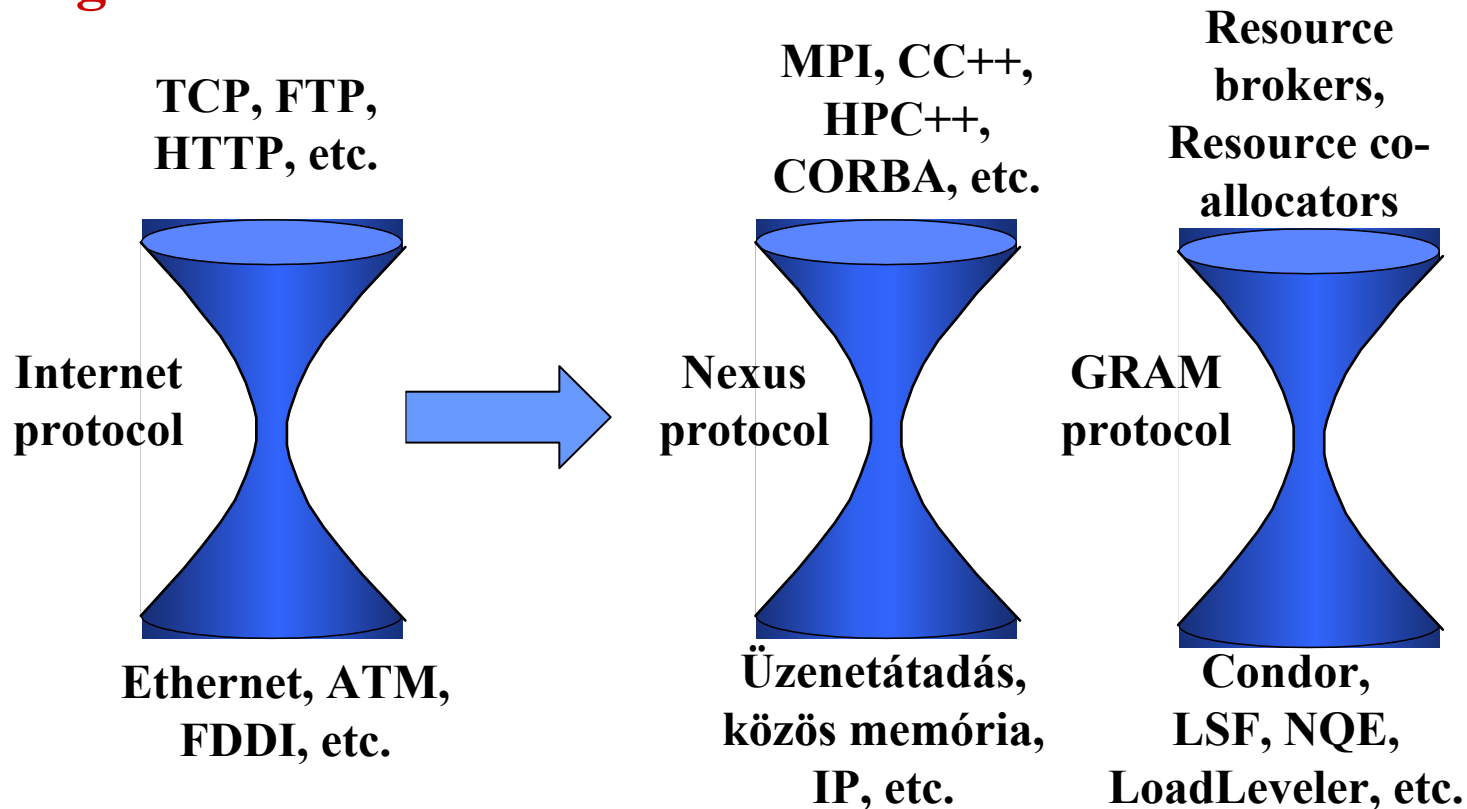 TCP, FTP,
HTTP, etc.
Internet
protocol
Ethernet, ATM,
FDDI, etc.
MPI, CC++,
HPC++,
CORBA, etc.
Nexus
protocol
Üzenetátadás,
közös memória,
IP, etc.
Resource
brokers,
Resource co-
allocators
GRAM
protocol
Condor,
LSF, NQE,
LoadLeveler, etc.